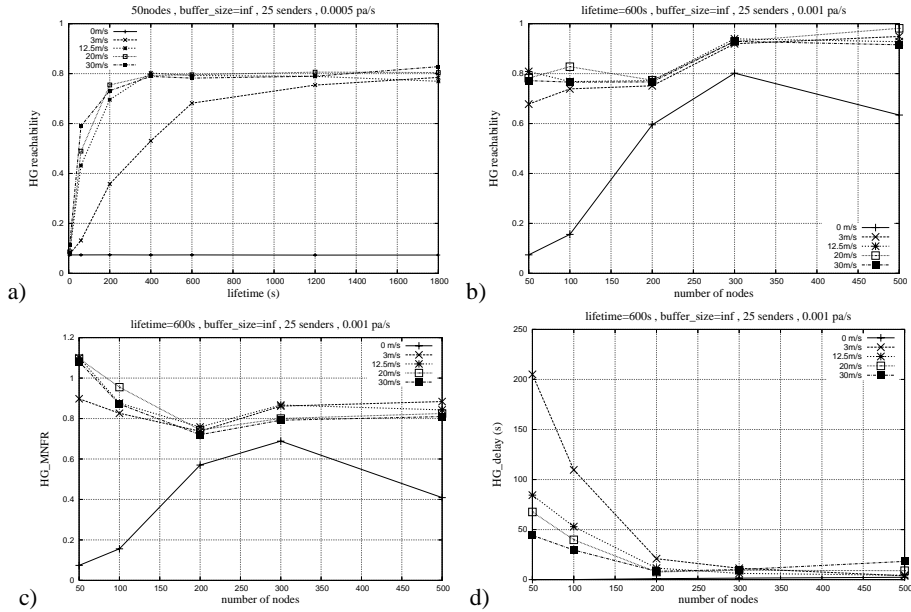 50nodes , buffer_size=inf , 25 senders , 0.0005 pa/s
HG reachability
1
0.8
0.6
0.4
0.2
0
0m/s
3m/s
12.5m/s
20m/s
30m/s
0 200 400 600 800 1000 1200 1400 1600 1800
lifetime (s)
a)
lifetime=600s , buffer_size=inf , 25 senders , 0.001 pa/s
HG reachability
1
0.8
0.6
0.4
0.2
0
0 m/s
3m/s
12.5m/s
20m/s
30m/s
50 100 150 200 250 300 350 400 450 500
number of nodes
b)
lifetime=600s , buffer_size=inf , 25 senders , 0.001 pa/s
HG_MNFR
1.2
1
0.8
0.6
0.4
0.2
0
0 m/s
3m/s
12.5m/s
20m/s
30m/s
50 100 150 200 250 300 350 400 450 500
number of nodes
c)
lifetime=600s , buffer_size=inf , 25 senders , 0.001 pa/s
HG_delay (s)
250
200
150
100
50
0
0 m/s
3m/s
12.5m/s
20m/s
30m/s
50 100 150 200 250 300 350 400 450 500
number of nodes
d)